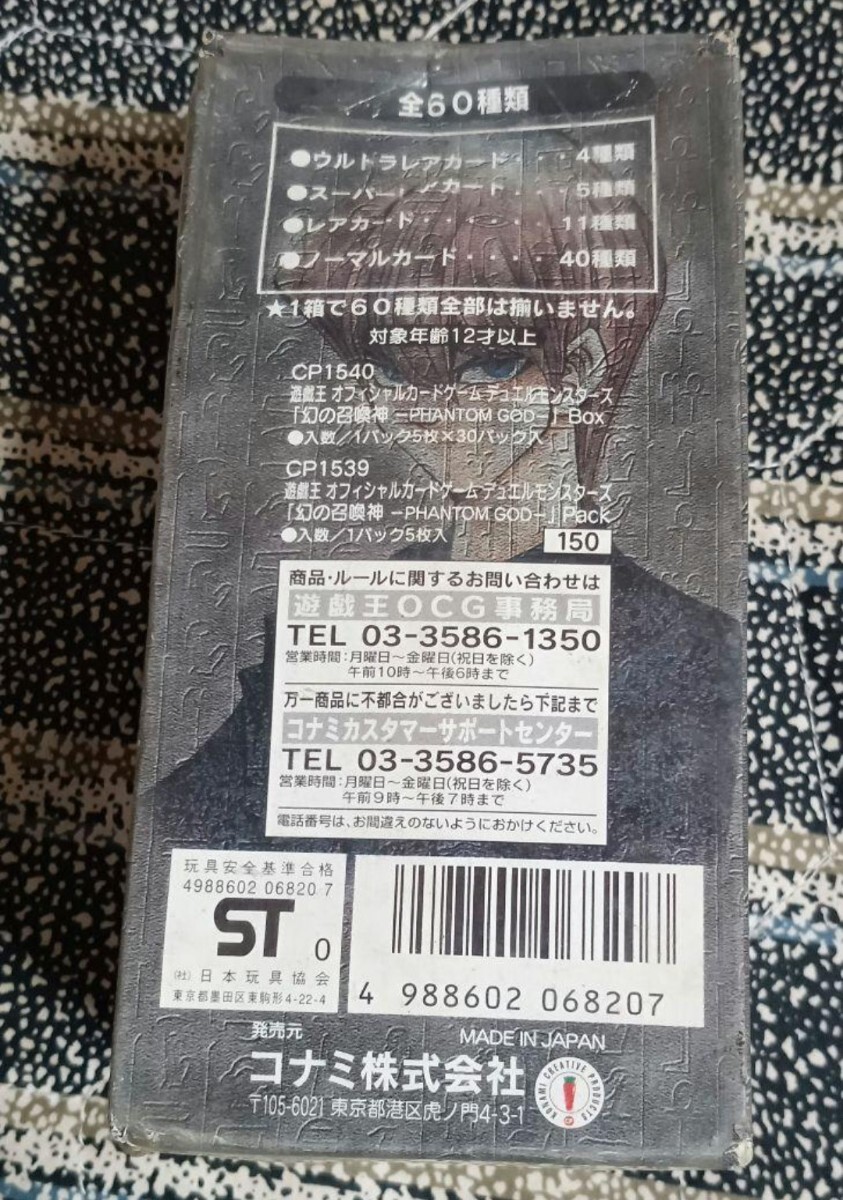 全60種類
●ウルトラレアカード・・・4種類
●スーパーレアカード・・・5種類
●レアカード・・・・・・・11種類
●ノーマルカード・・・・40種類
★1箱で60種類全部は揃いません。
対象年齢12才以上
CP1540
遊戯王 オフィシャルカードゲーム デュエルモンスターズ
「幻の召喚神 −PHANTOM GOD−」Box
●入数/1パック5枚×30パック入
CP1539
遊戯王 オフィシャルカードゲーム デュエルモンスターズ
「幻の召喚神 −PHANTOM GOD−」Pack
●入数/1パック5枚入
150
商品・ルールに関するお問い合わせは
遊戯王OCG事務局
TEL 03-3586-1350
営業時間:月曜日〜金曜日(祝日を除く)
午前10時〜午後6時まで
万一商品に不都合がございましたら下記まで
コナミカスタマーサポートセンター
TEL 03-3586-5735
営業時間:月曜日〜金曜日(祝日を除く)
午前9時〜午後7時まで
電話番号は、お間違えのないようにおかけください。
玩具安全基準合格
4988602 06820 7
ST 0
(社)日本玩具協会
東京都墨田区東駒形4-22-4
4 988602 068207
発売元
MADE IN JAPAN
コナミ株式会社
〒105-6021 東京都港区虎ノ門4-3-1
KONAMI CREATIVE PRODUCTS
CP